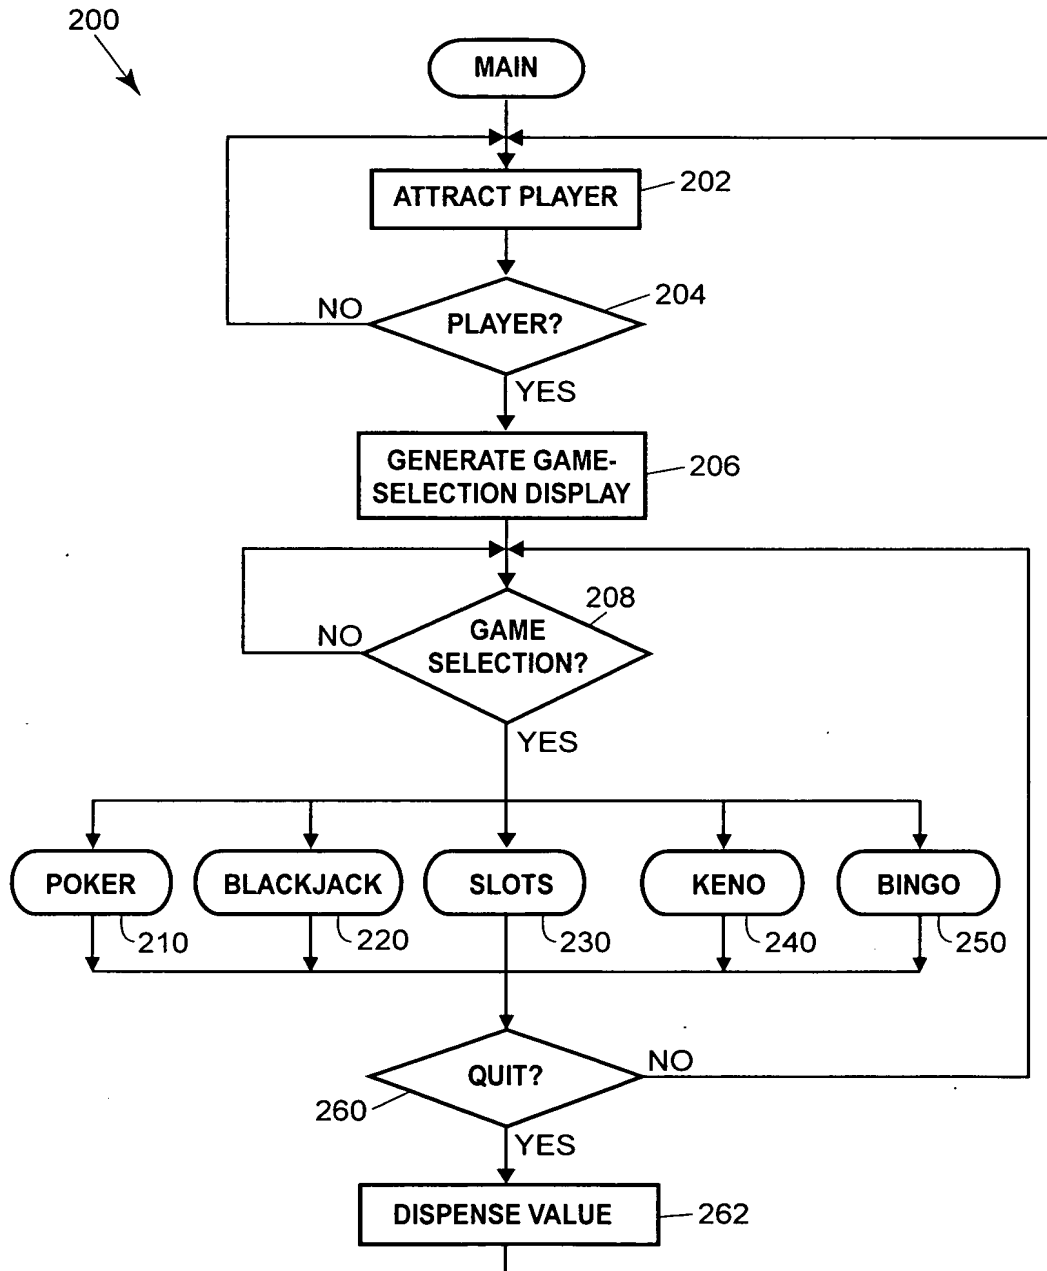 200
MAIN
ATTRACT PLAYER
202
204
NO
PLAYER?
YES
GENERATE GAME-
SELECTION DISPLAY
206
208
NO
GAME
SELECTION?
YES
POKER
BLACKJACK
SLOTS
KENO
BINGO
210
220
230
240
250
QUIT?
NO
260
YES
DISPENSE VALUE
262